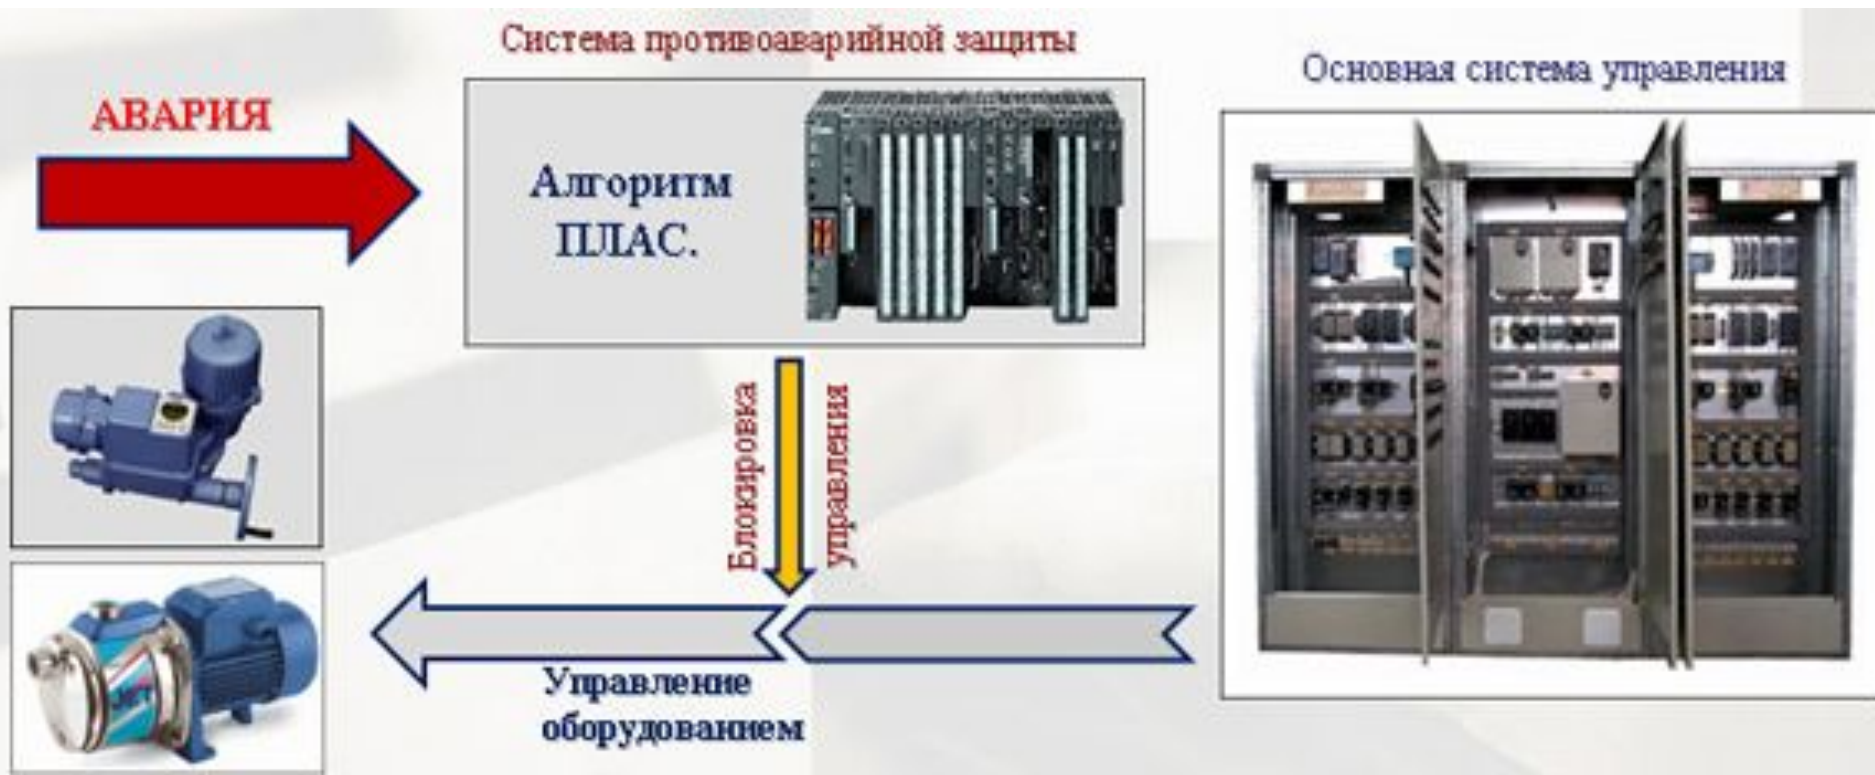 Система противоаварийной защиты
Основная система управления
АВАРИЯ
Алгоритм
ПЛАС.
Блокировка
управления
Управление
оборудованием